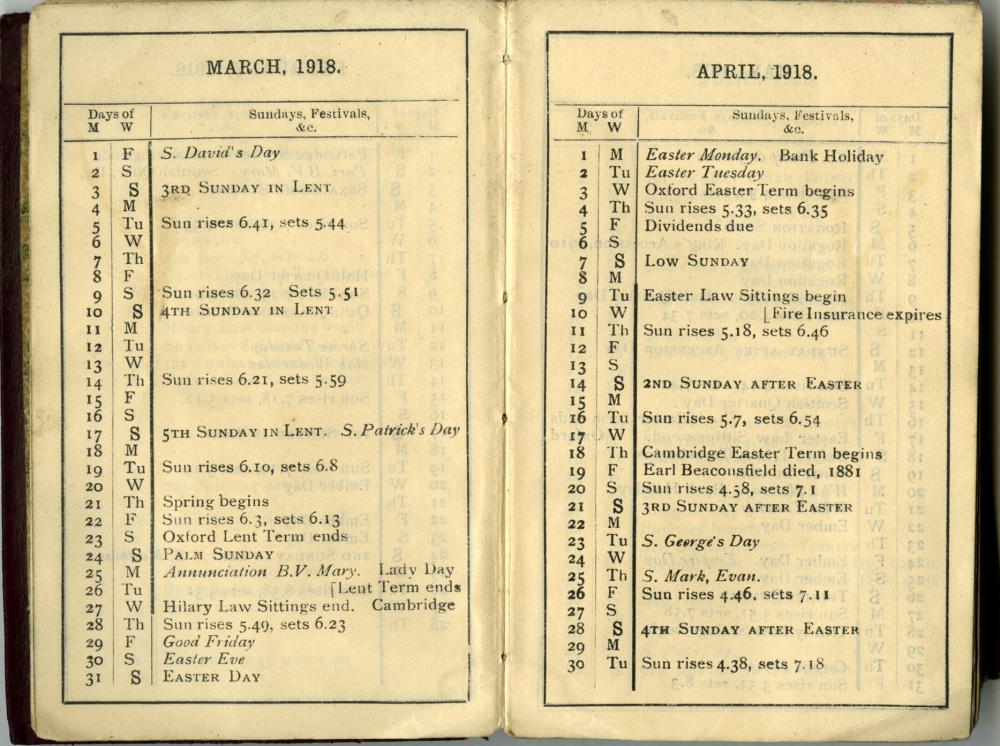 MARCH, 1918.
Days of Sundays, Festivals,
M W &c.
1 F S. David's Day
2 S
3 S 3RD SUNDAY IN LENT
4 M
5 Tu Sun rises 6.41, sets 5.44
6 W
7 Th
8 F
9 S Sun rises 6.32 Sets 5.51
10 S 4TH SUNDAY IN LENT
11 M
12 Tu
13 W
14 Th Sun rises 6.21, sets 5.59
15 F
16 S
17 S 5TH SUNDAY IN LENT. S. Patrick's Day
18 M
19 Tu Sun rises 6.10, sets 6.8
20 W
21 Th Spring begins
22 F Sun rises 6.3, sets 6.13
23 S Oxford Lent Term ends
24 S PALM SUNDAY
25 M Annunciation B.V. Mary. Lady Day
26 Tu [Lent Term ends
27 W Hilary Law Sittings end. Cambridge
28 Th Sun rises 5.49, sets 6.23
29 F Good Friday
30 S Easter Eve
31 S EASTER DAY
APRIL, 1918.
Days of Sundays, Festivals,
M W &c.
1 M Easter Monday. Bank Holiday
2 Tu Easter Tuesday
3 W Oxford Easter Term begins
4 Th Sun rises 5.33, sets 6.35
5 F Dividends due
6 S
7 S LOW SUNDAY
8 M
9 Tu Easter Law Sittings begin
10 W [Fire Insurance expires
11 Th Sun rises 5.18, sets 6.46
12 F
13 S
14 S 2ND SUNDAY AFTER EASTER
15 M
16 Tu Sun rises 5.7, sets 6.54
17 W
18 Th Cambridge Easter Term begins
19 F Earl Beaconsfield died, 1881
20 S Sun rises 4.58, sets 7.1
21 S 3RD SUNDAY AFTER EASTER
22 M
23 Tu S. George's Day
24 W
25 Th S. Mark, Evan.
26 F Sun rises 4.46, sets 7.11
27 S
28 S 4TH SUNDAY AFTER EASTER
29 M
30 Tu Sun rises 4.38, sets 7.18